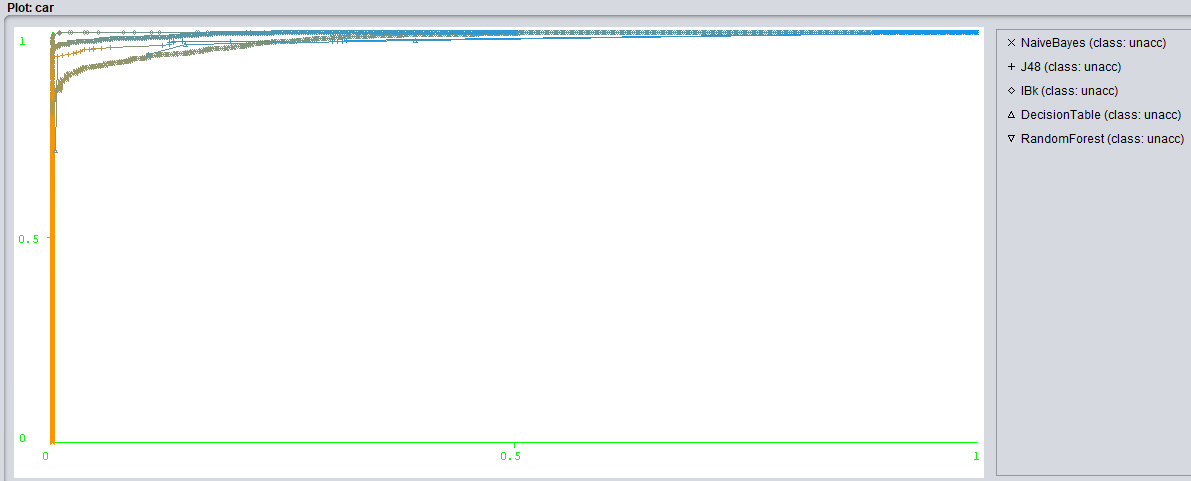 Plot: car
1
0.5
0
0
0.5
1
NaiveBayes (class: unacc)
J48 (class: unacc)
IBk (class: unacc)
DecisionTable (class: unacc)
RandomForest (class: unacc)